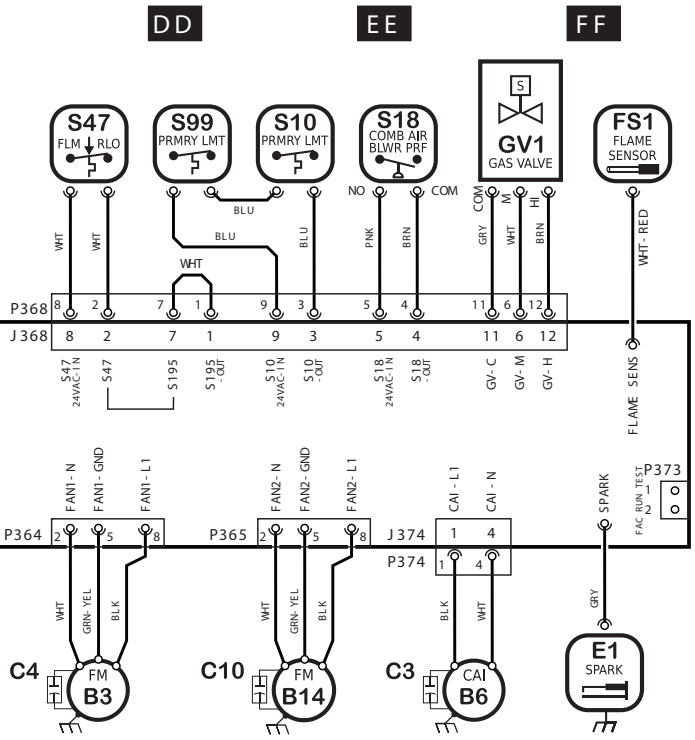 DD EE FF
S47
FLM RLO
S99
PRMRY LMT
S10
PRMRY LMT
S18
COMB AIR
BLWR PRF
S
GV1
GAS VALVE
FS1
FLAME
SENSOR
NO COM
COM M HI
BLU
WHT WHT BLU BLU PNK BRN GRY WHT BRN WHT-RED
WHT
P368 8 2 7 1 9 3 5 4 11 6 12
J368 8 2 7 1 9 3 5 4 11 6 12
S47
24VAC-IN
S47
S195
S195
-OUT
S10
24VAC-IN
S10
-OUT
S18
24VAC-IN
S18
-OUT
GV-C
GV-M
GV-H
FLAME SENS
FAN1-N
FAN1-GND
FAN1-L1
FAN2-N
FAN2-GND
FAN2-L1
CAI-L1
CAI-N
SPARK
FAC RUN TEST
P373
1
2
P364 2 5 8
P365 2 5 8
J374 1 4
P374 1 4
WHT GRN-YEL BLK WHT GRN-YEL BLK BLK WHT GRY
C4
FM
B3
C10
FM
B14
C3
CAI
B6
E1
SPARK